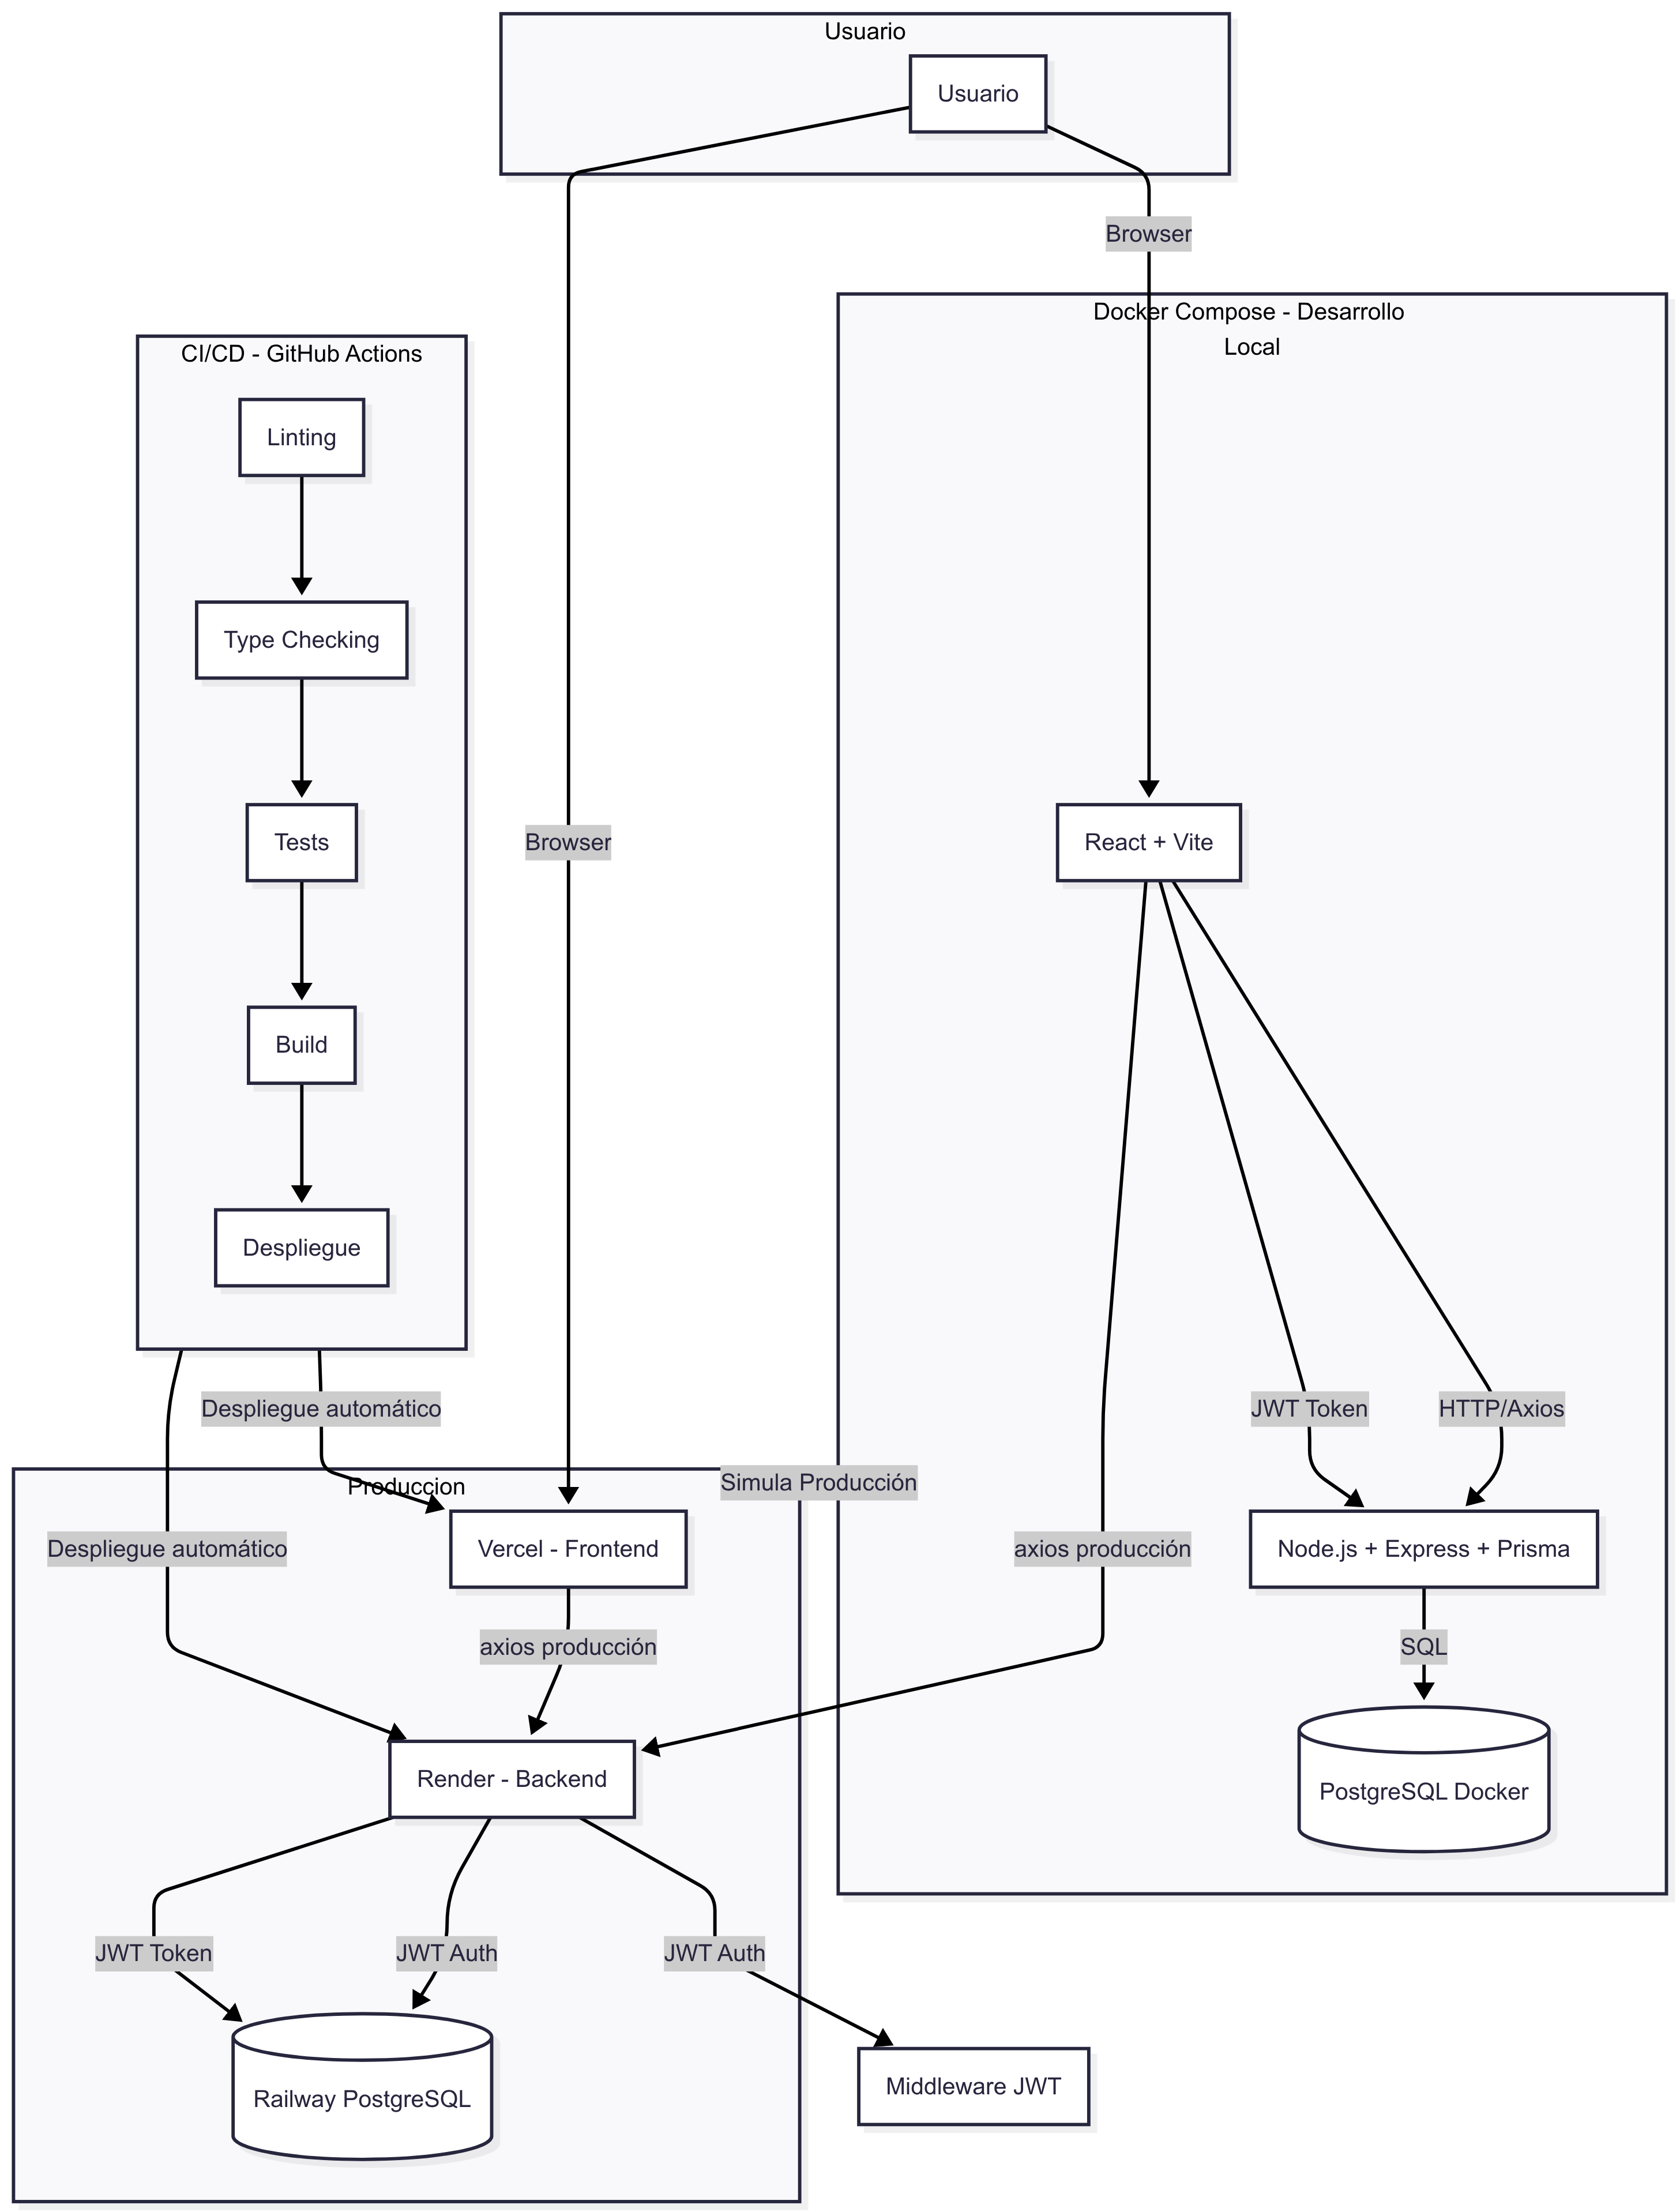 Usuario
Usuario
Browser
Docker Compose - Desarrollo
Local
CI/CD - GitHub Actions
Linting
Type Checking
Tests
Browser
React + Vite
Build
Despliegue
Despliegue automático
JWT Token
HTTP/Axios
Produccion
Simula Producción
Despliegue automático
Vercel - Frontend
axios producción
Node.js + Express + Prisma
axios producción
SQL
Render - Backend
PostgreSQL Docker
JWT Token
JWT Auth
JWT Auth
Railway PostgreSQL
Middleware JWT